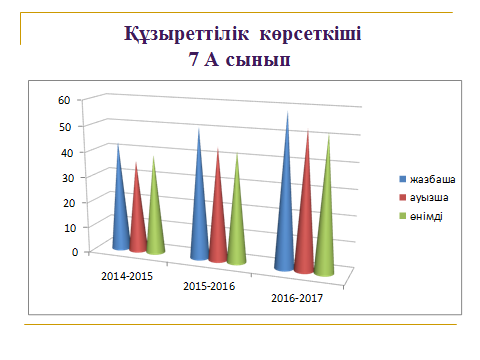 Құзыреттілік көрсеткіші
7 А сынып
60
50
40
30
20
10
0
2014-2015
2015-2016
2016-2017
жазбаша
ауызша
өнімді